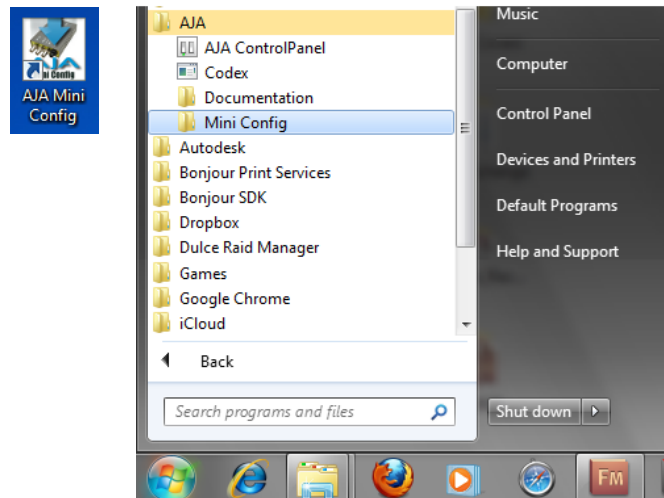 AJA Mini
Config
AJA
AJA ControlPanel
Codex
Documentation
Mini Config
Autodesk
Bonjour Print Services
Bonjour SDK
Dropbox
Dulce Raid Manager
Games
Google Chrome
iCloud
Back
Search programs and files
Music
Computer
Control Panel
Devices and Printers
Default Programs
Help and Support
Shut down
FM